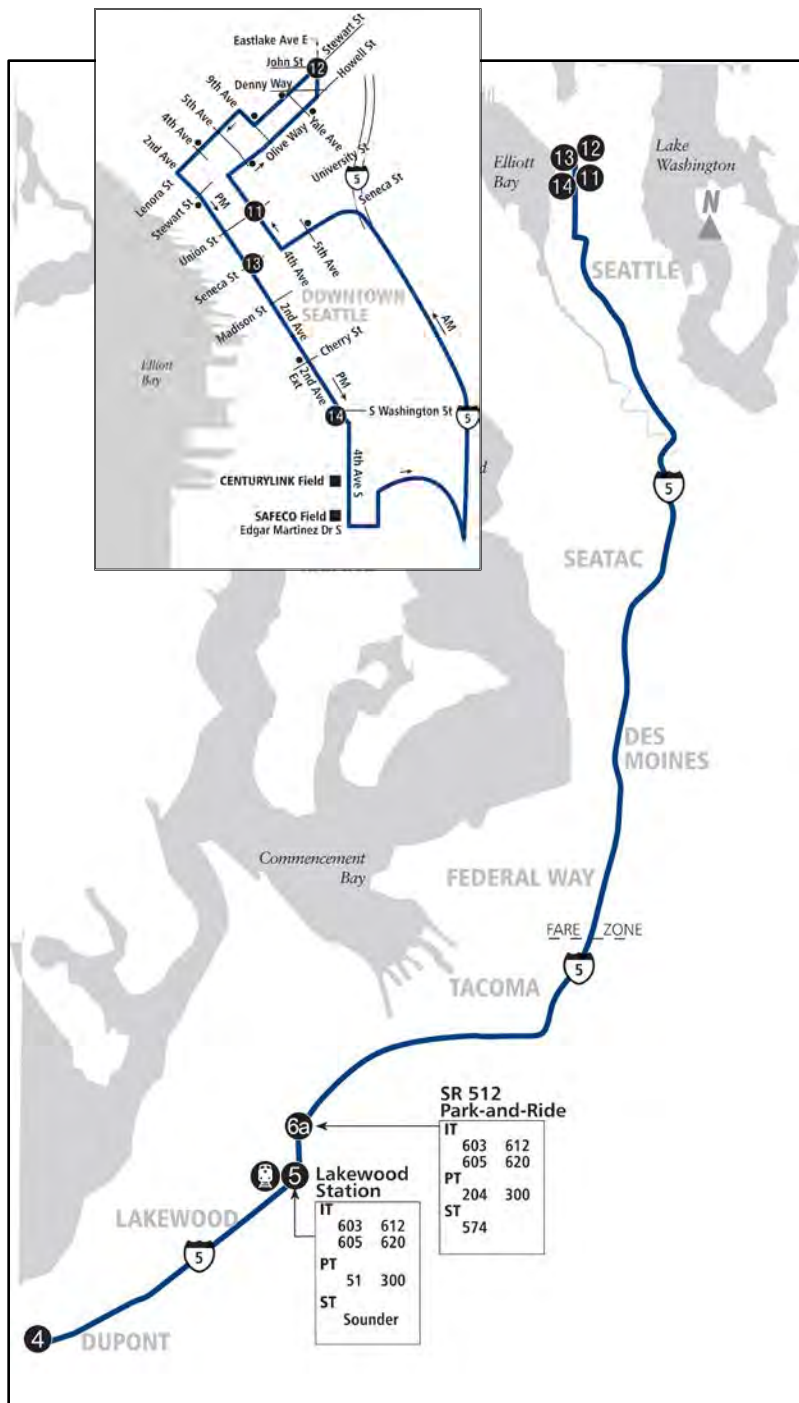 Eastlake Ave E
Stewart St
John St
12
Howell St
Denny Way
9th Ave
5th Ave
4th Ave
2nd Ave
Yale Ave
Olive Way
University St
5
Seneca St
Lenora St
PM
Stewart St
11
Union St
5th Ave
4th Ave
Seneca St
13
DOWNTOWN
SEATTLE
Madison St
2nd Ave
AM
Cherry St
Elliott
Bay
2nd Ave
Ext
PM
14
S Washington St
5
4th Ave S
CENTURYLINK Field
SAFECO Field
Edgar Martinez Dr S
Elliott
Bay
13 12
14 11
Lake
Washington
N
SEATTLE
5
SEATAC
DES
MOINES
Commencement
Bay
FEDERAL WAY
FARE ZONE
5
TACOMA
SR 512
Park-and-Ride
IT
603 612
605 620
PT
204 300
ST
574
6a
5
Lakewood
Station
IT
603 612
605 620
PT
51 300
ST
Sounder
LAKEWOOD
5
4
DUPONT